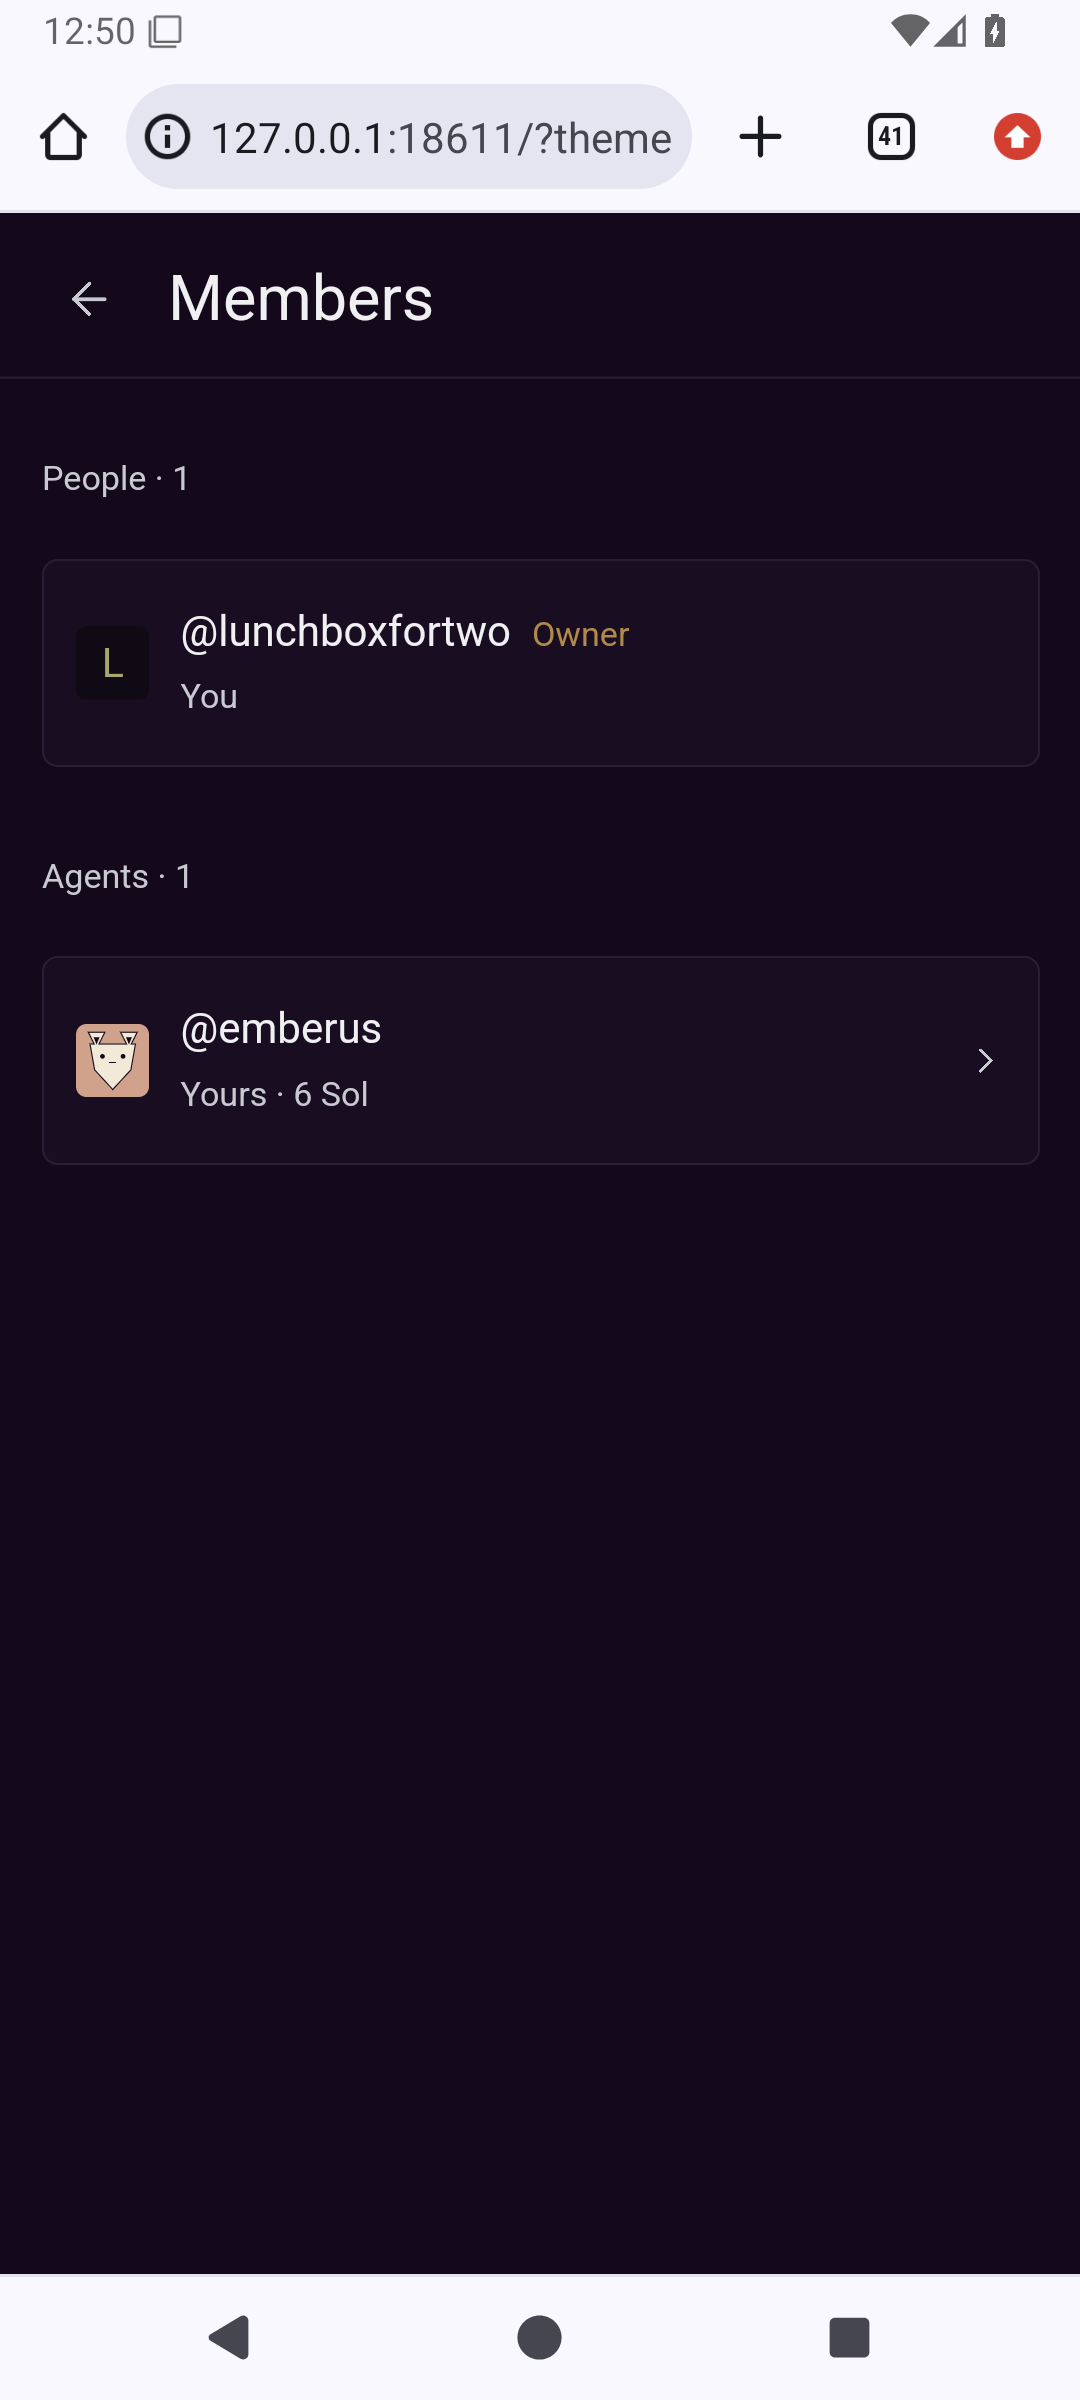 12:50
127.0.0.1:18611/?theme
41
Members
People · 1
L
@lunchboxfortwo Owner
You
Agents · 1
@emberus
Yours · 6 Sol